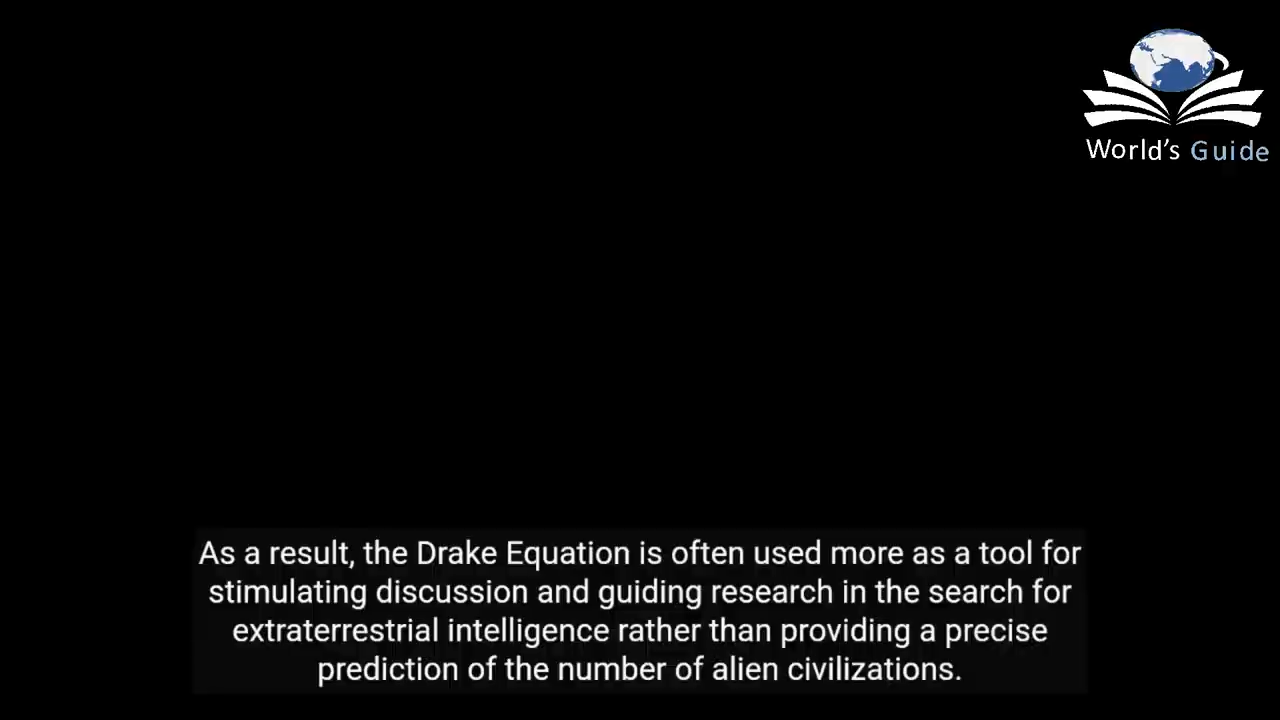 World's Guide
As a result, the Drake Equation is often used more as a tool for
stimulating discussion and guiding research in the search for
extraterrestrial intelligence rather than providing a precise
prediction of the number of alien civilizations.